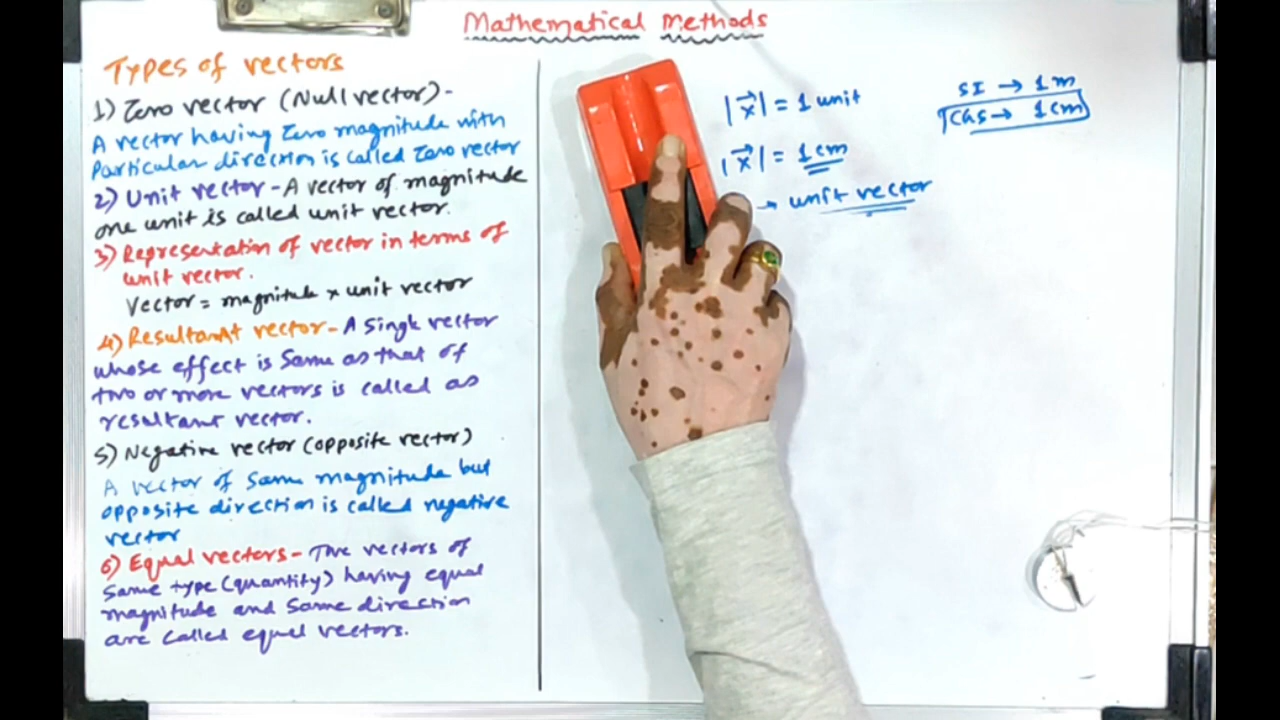 Mathematical Methods
Types of vectors
1) Zero vector (Null vector)-
A vector having zero magnitude with
particular direction is called zero vector
2) Unit vector - A vector of magnitude
one unit is called unit vector.
3) Representation of vector in terms of
unit vector.
Vector = magnitude x unit vector
4) Resultant vector - A single vector
whose effect is same as that of
two or more vectors is called as
resultant vector.
5) Negative vector (opposite vector)
A vector of same magnitude but
opposite direction is called negative
vector
6) Equal vectors - The vectors of
same type (quantity) having equal
magnitude and same direction
are called equal vectors.
|x⃗| = 1 unit
|x⃗| = 1 cm
→ unit vector
SI → 1 m
CGS → 1 cm